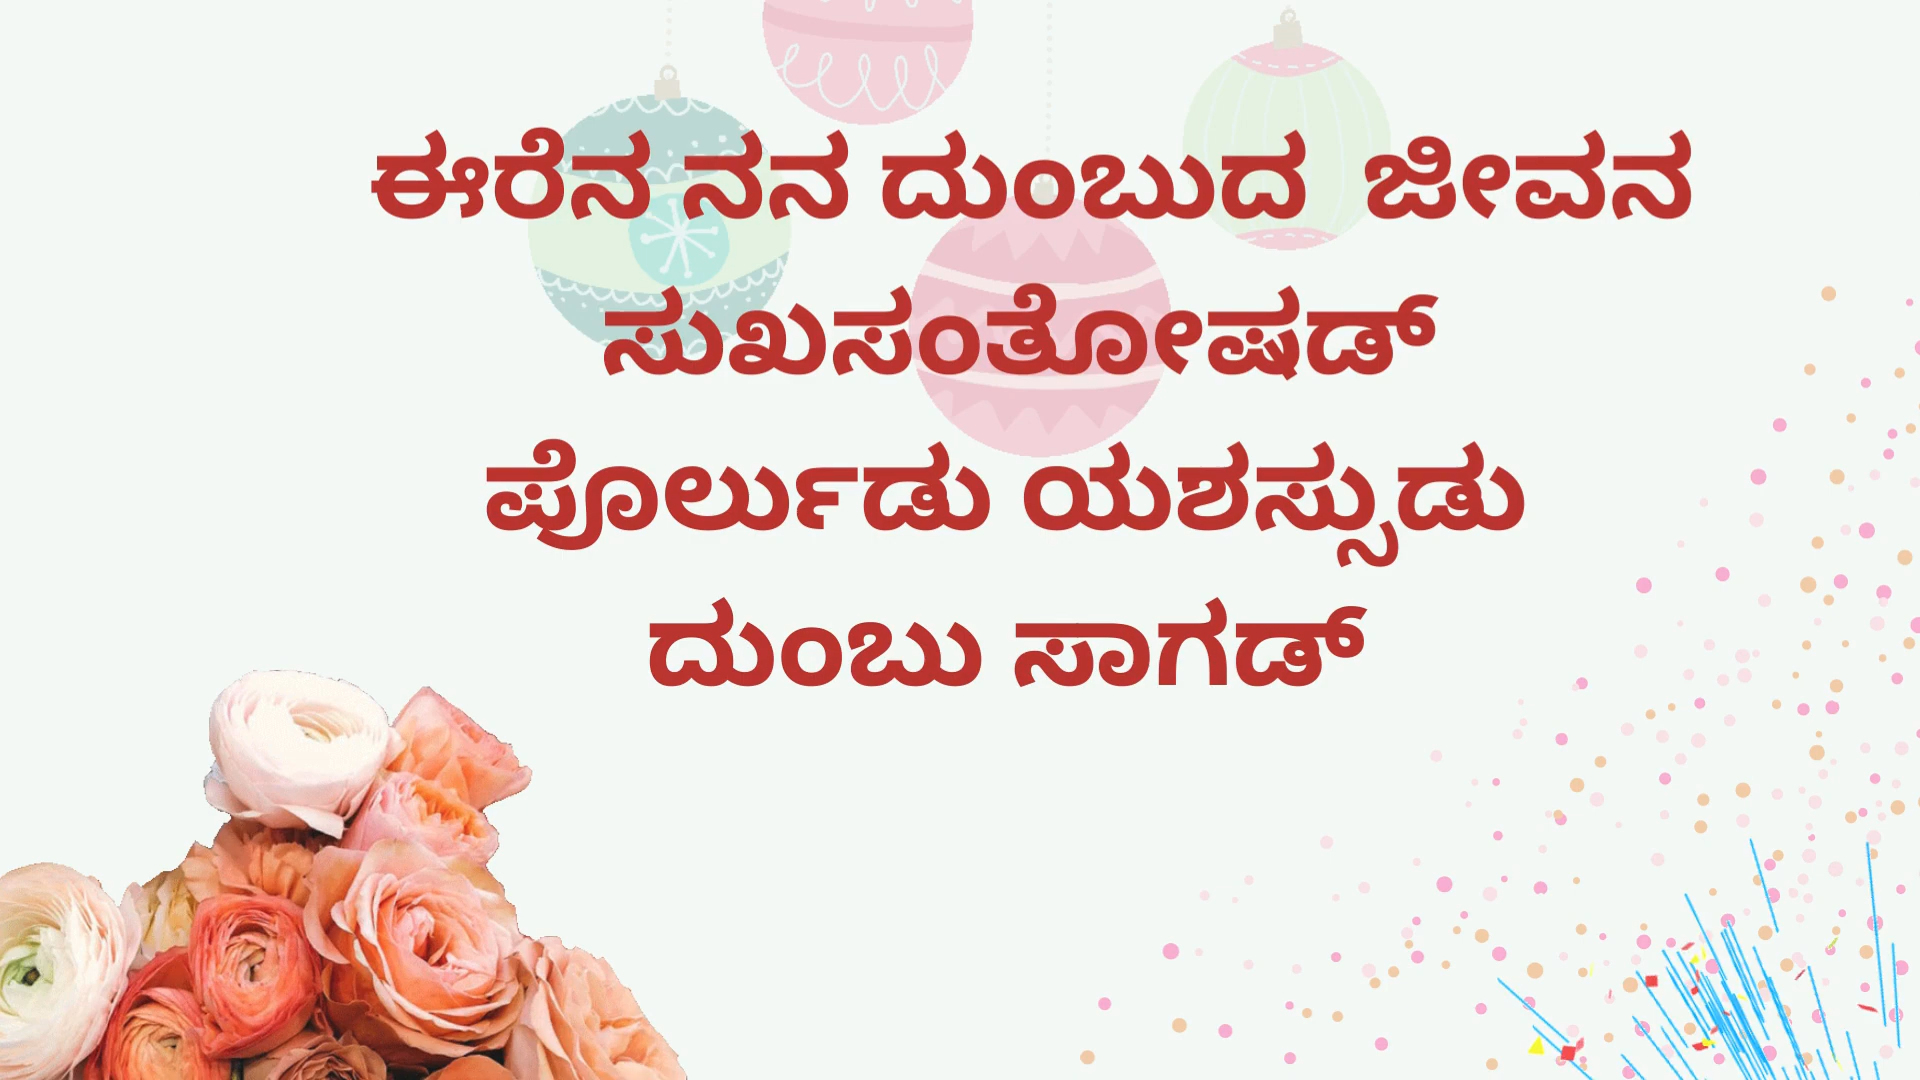 ಈರೆನ ನನ ದುಂಬುದ ಜೀವನ
ಸುಖಸಂತೋಷಡ್
ಪೊರ್ಲುಡು ಯಶಸ್ಸುಡು
ದುಂಬು ಸಾಗಡ್